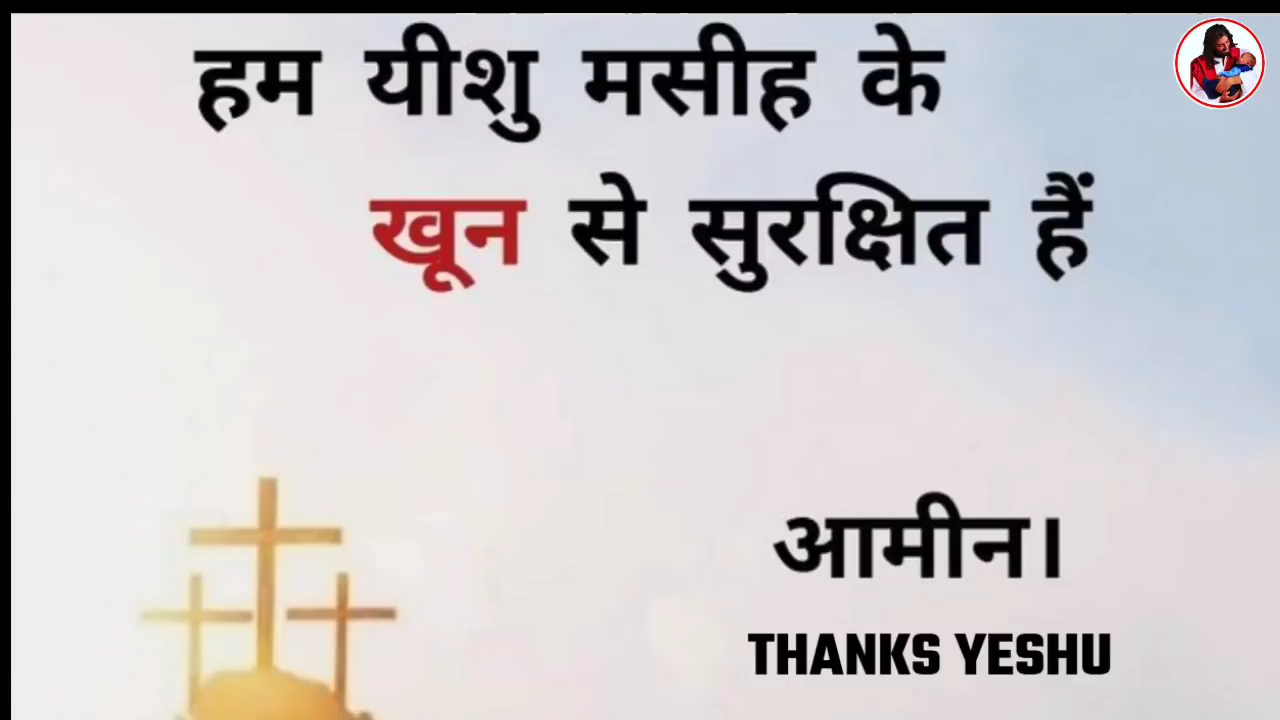 हम यीशु मसीह के
खून से सुरक्षित हैं
आमीन।
THANKS YESHU